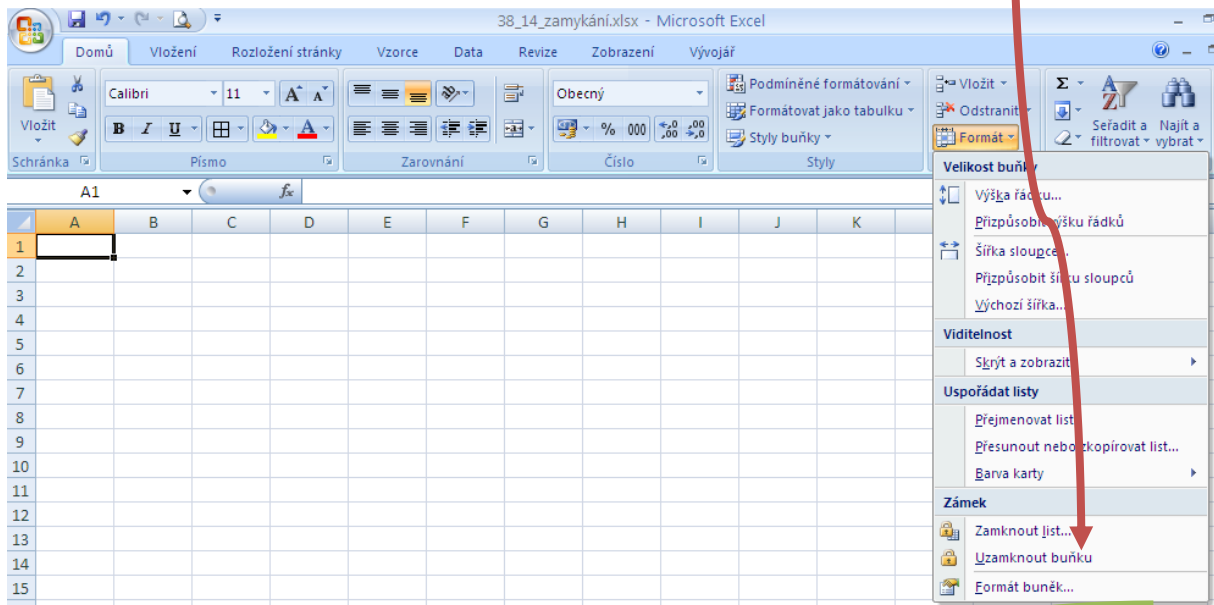 38_14_zamykání.xlsx - Microsoft Excel
Domů Vložení Rozložení stránky Vzorce Data Revize Zobrazení Vývojář
Calibri 11 A A Obecný Podmíněné formátování Vložit Σ
Formátovat jako tabulku Odstranit
Vložit B I U A % 000 ,00 ,0 Styly buňky Formát Seřadit a filtrovat Najít a vybrat
Schránka Písmo Zarovnání Číslo Styly
A1 fx
A B C D E F G H I J K
1
2
3
4
5
6
7
8
9
10
11
12
13
14
15
Velikost buňky
Výška řádku...
Přizpůsobit výšku řádků
Šířka sloupce...
Přizpůsobit šířku sloupců
Výchozí šířka...
Viditelnost
Skrýt a zobrazit
Uspořádat listy
Přejmenovat list
Přesunout nebo zkopírovat list...
Barva karty
Zámek
Zamknout list...
Uzamknout buňku
Formát buněk...